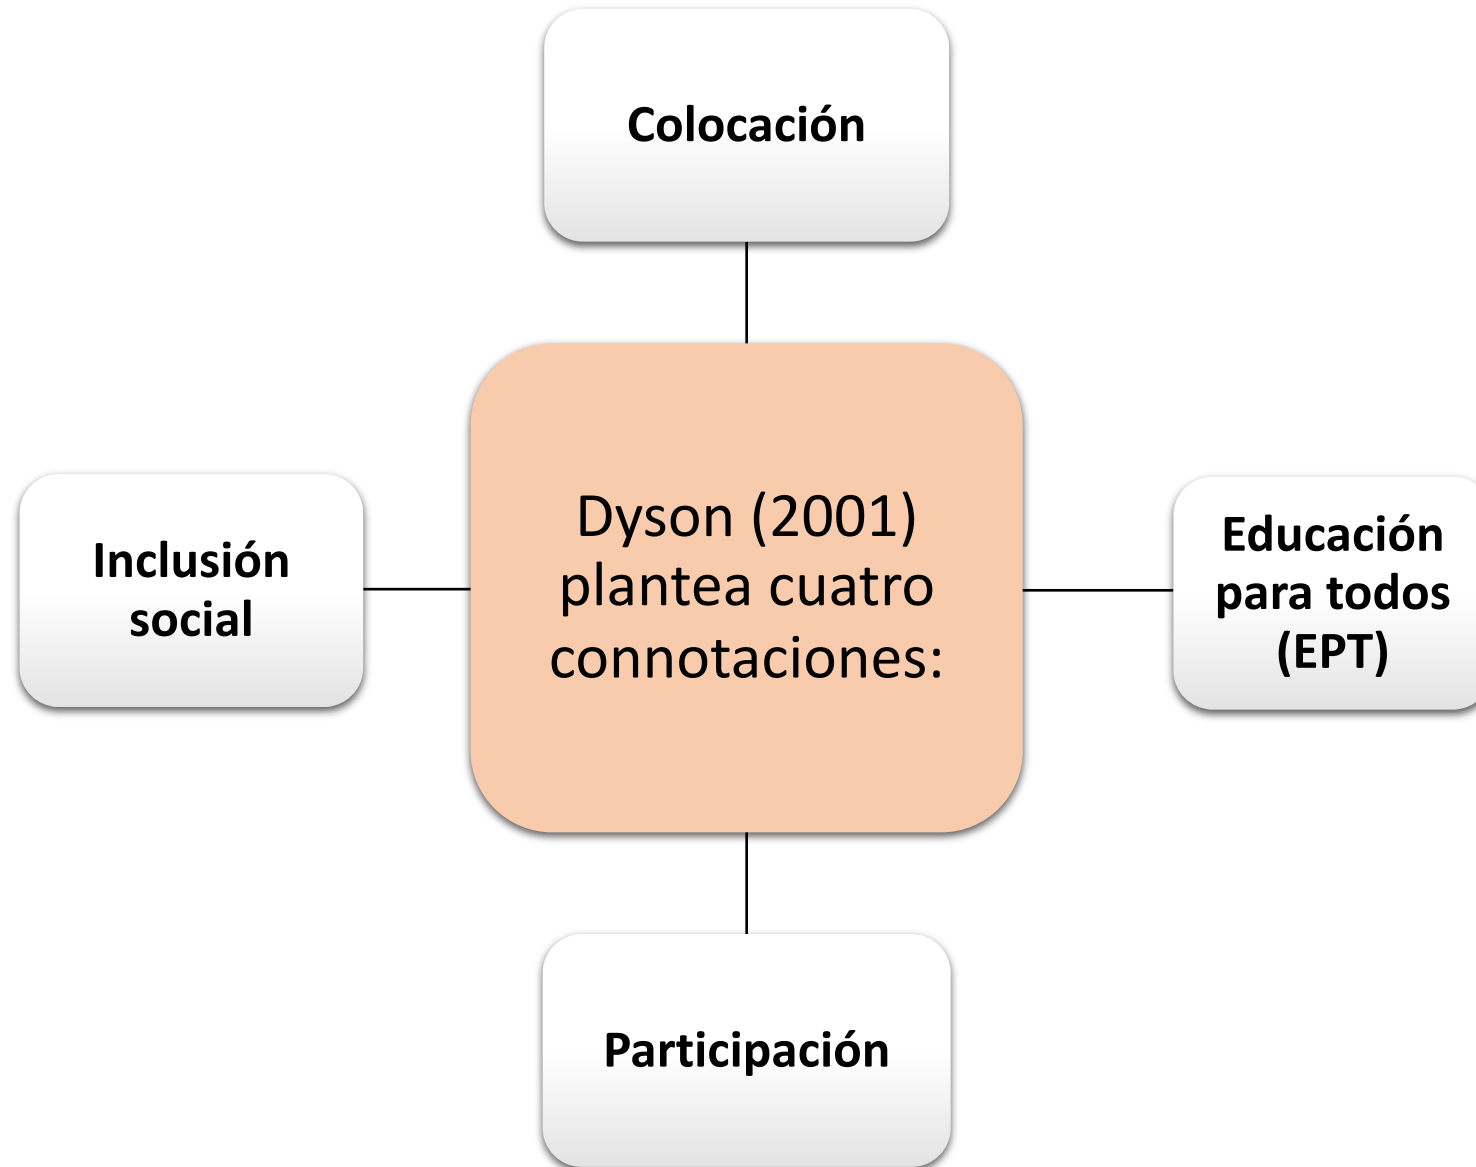 Colocación
Inclusión
social
Dyson (2001)
plantea cuatro
connotaciones:
Educación
para todos
(EPT)
Participación